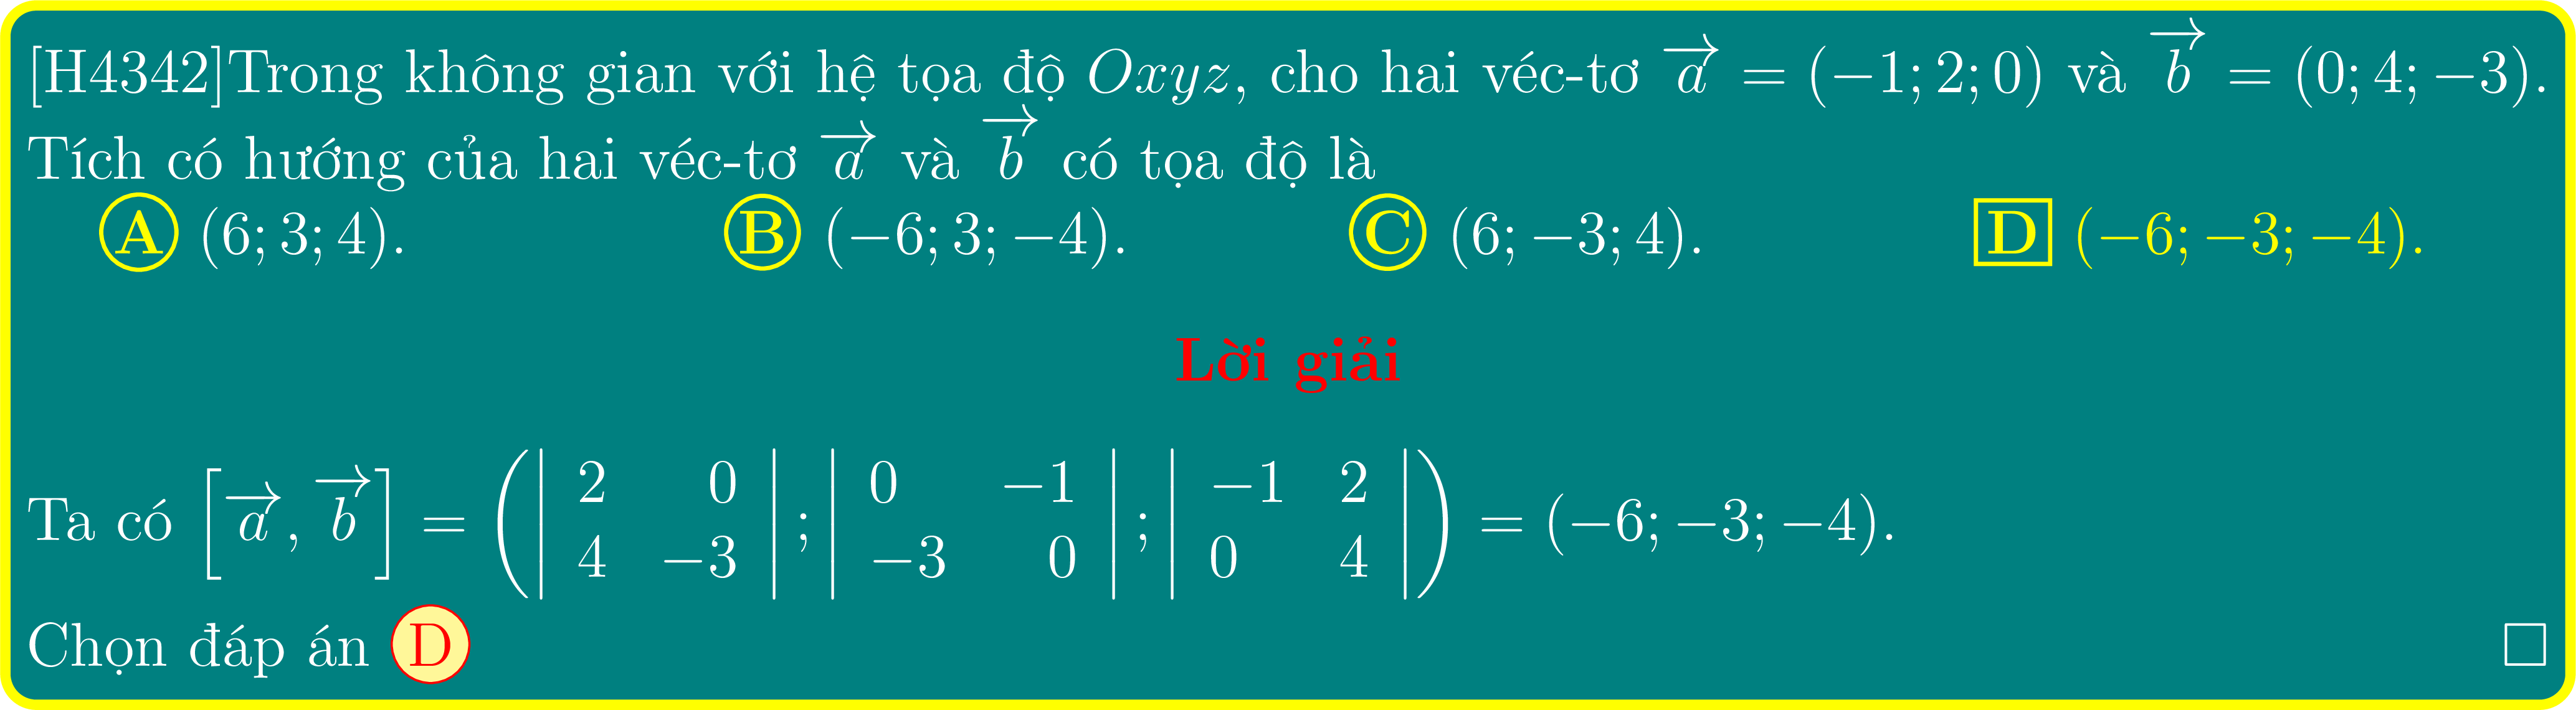 [H4342]Trong không gian với hệ tọa độ Oxyz, cho hai véc-tơ $\overrightarrow{a} = (-1; 2; 0)$ và $\overrightarrow{b} = (0; 4; -3)$.
Tích có hướng của hai véc-tơ $\overrightarrow{a}$ và $\overrightarrow{b}$ có tọa độ là
A (6; 3; 4). B (−6; 3; −4). C (6; −3; 4). D (−6; −3; −4).
Lời giải
Ta có $\left[\overrightarrow{a}, \overrightarrow{b}\right] = \left(\begin{vmatrix} 2 & 0 \\ 4 & -3 \end{vmatrix}; \begin{vmatrix} 0 & -1 \\ -3 & 0 \end{vmatrix}; \begin{vmatrix} -1 & 2 \\ 0 & 4 \end{vmatrix}\right) = (-6; -3; -4)$.
Chọn đáp án D □